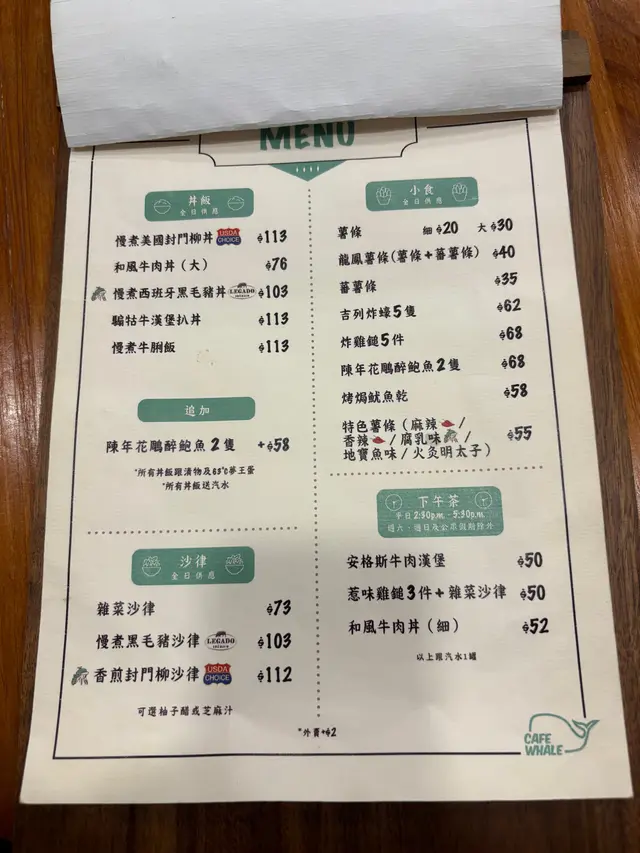 MENU
丼飯
全日供應
慢煮美國封門柳丼 USDA CHOICE $113
和風牛肉丼（大） $76
慢煮西班牙黑毛豬丼 LEGADO IBÉRICO $103
騸牯牛漢堡扒丼 $113
慢煮牛脷飯 $113
追加
陳年花鵰醉鮑魚2隻 +$58
*所有丼飯跟漬物及63°C夢王蛋
*所有丼飯送汽水
沙律
全日供應
雜菜沙律 $73
慢煮黑毛豬沙律 LEGADO IBÉRICO $103
香煎封門柳沙律 USDA CHOICE $112
可選柚子醋或芝麻汁
小食
全日供應
薯條 細$20 大$30
龍鳳薯條（薯條+蕃薯條） $40
蕃薯條 $35
吉列炸蠔5隻 $62
炸雞鎚5件 $68
陳年花鵰醉鮑魚2隻 $68
烤焗魷魚乾 $58
特色薯條（麻辣/
香辣/腐乳味/ $55
地寶魚味/火灸明太子）
下午茶
平日2:30p.m. - 5:30p.m.
週六、週日及公眾假期除外
安格斯牛肉漢堡 $50
惹味雞鎚3件+雜菜沙律 $50
和風牛肉丼（細） $52
以上跟汽水1罐
*外賣+$2
CAFE
WHALE